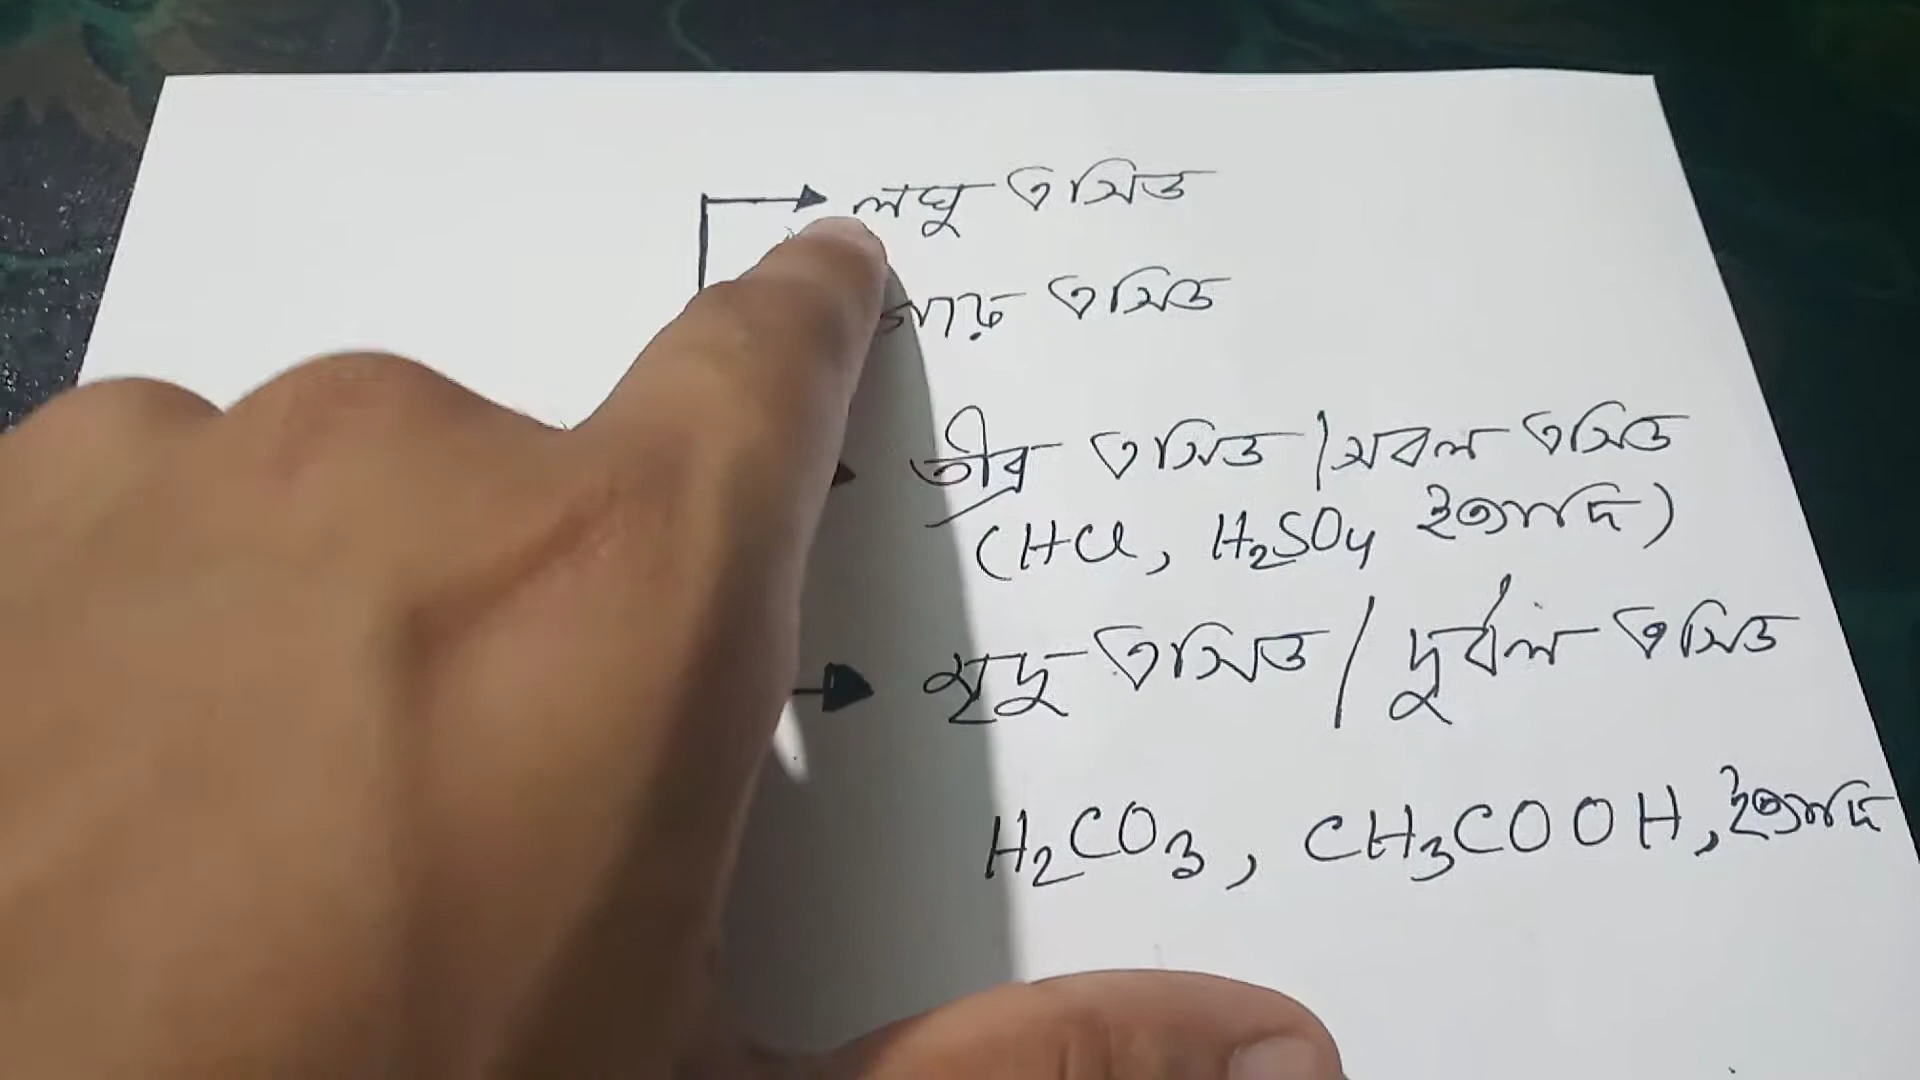 লঘু এসিড
গাঢ় এসিড
তীব্র এসিড / সবল এসিড
(HCl, H₂SO₄ ইত্যাদি)
মৃদু এসিড / দুর্বল এসিড
H₂CO₃, CH₃COOH, ইত্যাদি